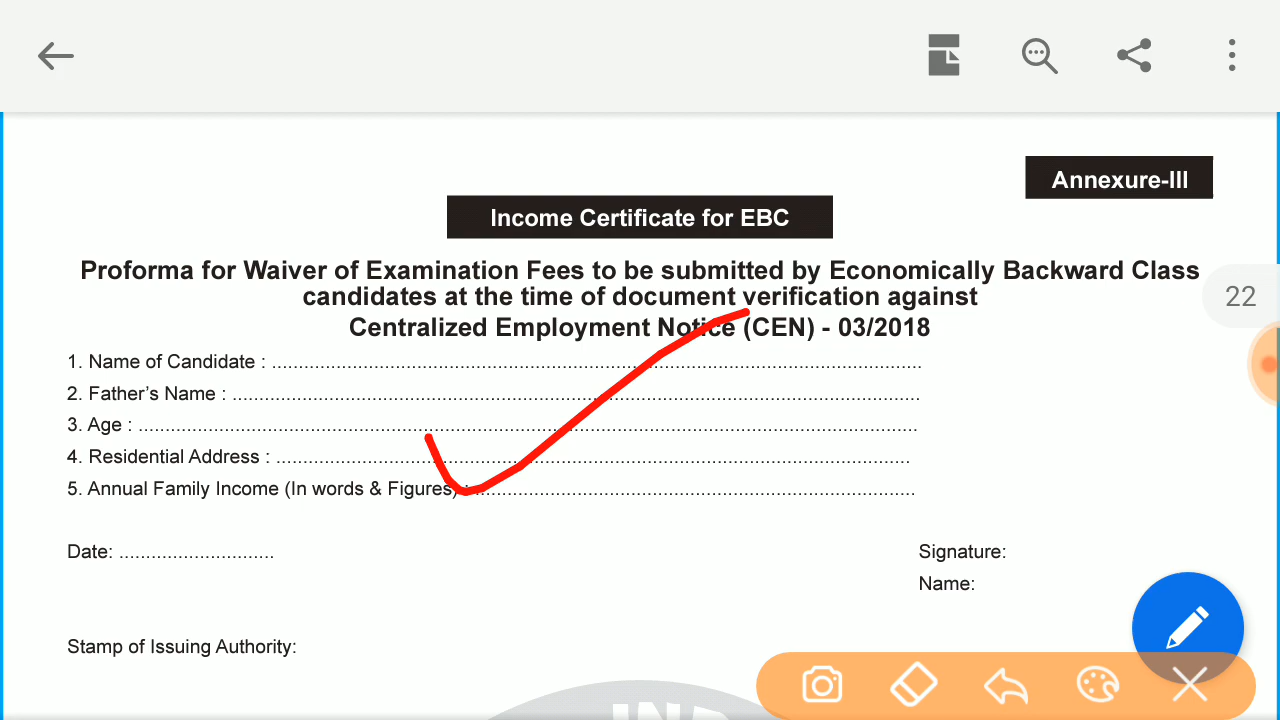 Annexure-III
Income Certificate for EBC
Proforma for Waiver of Examination Fees to be submitted by Economically Backward Class
candidates at the time of document verification against
Centralized Employment Notice (CEN) - 03/2018
22
1. Name of Candidate : ..........................................................................................................................
2. Father’s Name : .................................................................................................................................
3. Age : ...................................................................................................................................................
4. Residential Address : .......................................................................................................................
5. Annual Family Income (In words & Figures) : ...................................................................................
Date: .............................
Signature:
Name:
Stamp of Issuing Authority: